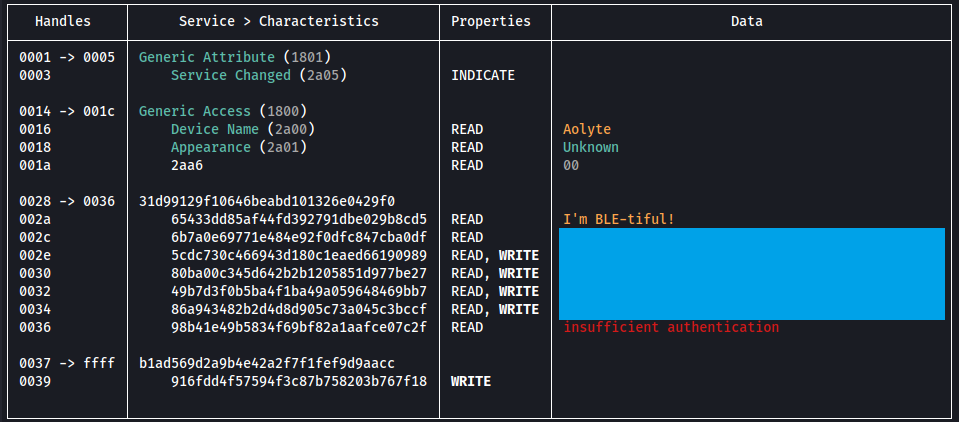 Handles Service > Characteristics Properties Data
0001 -> 0005 Generic Attribute (1801)
0003 Service Changed (2a05) INDICATE
0014 -> 001c Generic Access (1800)
0016 Device Name (2a00) READ Aolyte
0018 Appearance (2a01) READ Unknown
001a 2aa6 READ 00
0028 -> 0036 31d99129f10646beabd101326e0429f0
002a 65433dd85af44fd392791dbe029b8cd5 READ I'm BLE-tiful!
002c 6b7a0e69771e484e92f0dfc847cba0df READ
002e 5cdc730c466943d180c1eaed66190989 READ, WRITE
0030 80ba00c345d642b2b1205851d977be27 READ, WRITE
0032 49b7d3f0b5ba4f1ba49a059648469bb7 READ, WRITE
0034 86a943482b2d4d8d905c73a045c3bccf READ, WRITE
0036 98b41e49b5834f69bf82a1aafce07c2f READ insufficient authentication
0037 -> ffff b1ad569d2a9b4e42a2f7f1fef9d9aacc
0039 916fdd4f57594f3c87b758203b767f18 WRITE